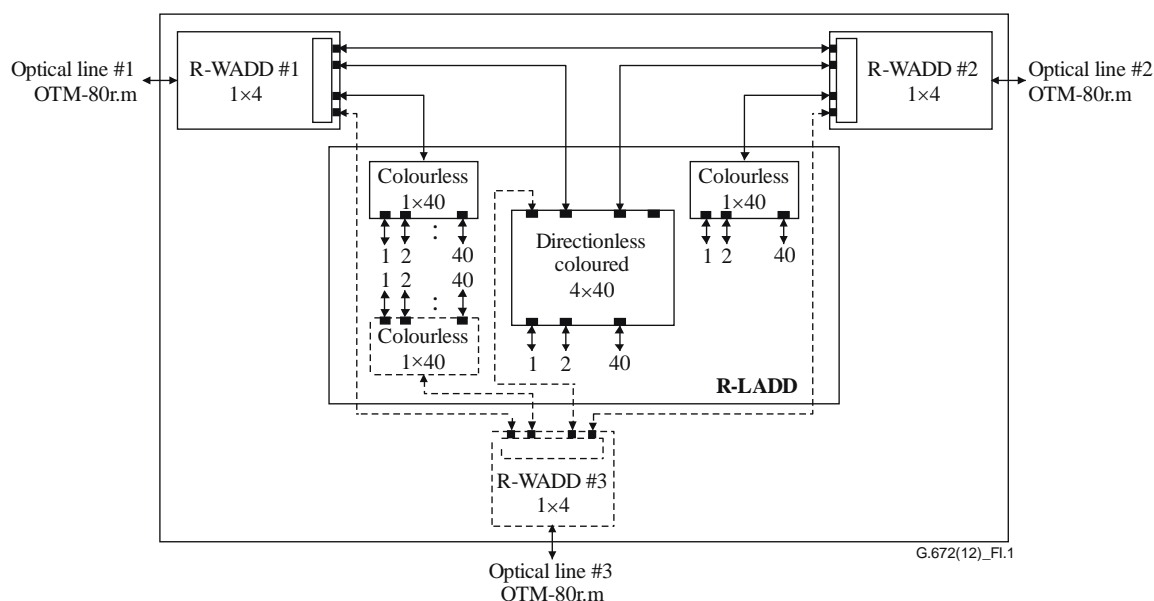 Optical line #1
OTM-80r.m
R-WADD #1
1×4
R-WADD #2
1×4
Optical line #2
OTM-80r.m
Colourless
1×40
1 2 : 40
1 2 : 40
Colourless
1×40
Directionless
coloured
4×40
1 2 40
Colourless
1×40
1 2 40
R-LADD
R-WADD #3
1×4
Optical line #3
OTM-80r.m
G.672(12)_FI.1